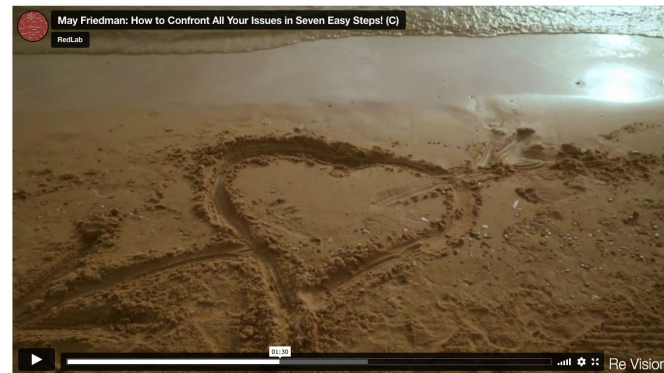 May Friedman: How to Confront All Your Issues in Seven Easy Steps! (C)
RedLab
01:30
Re·Vision